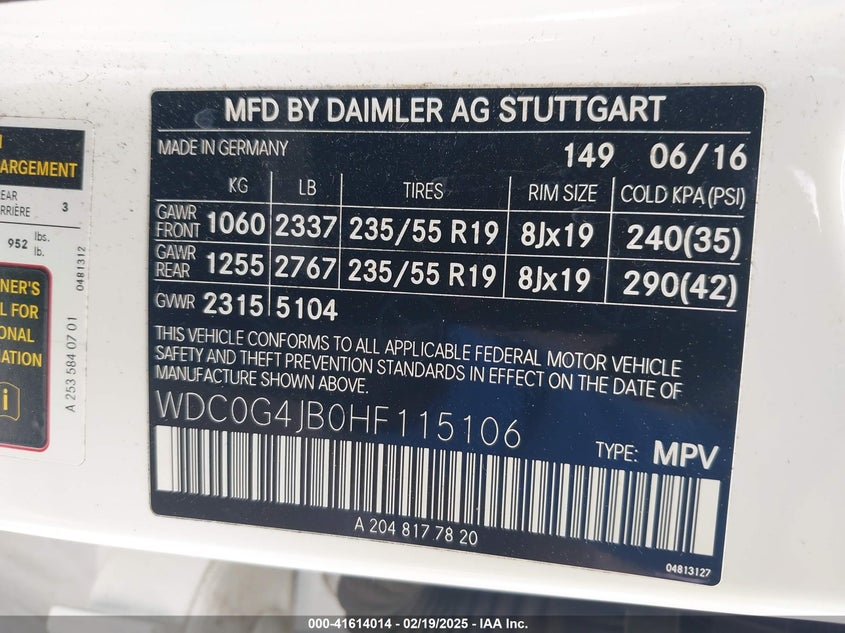 ARGEMENT
3
952 lbs.
lb.
0481312
A 253 584 07 01
NER'S
L FOR
ONAL
MATION
i
MFD BY DAIMLER AG STUTTGART
MADE IN GERMANY 149 06/16
KG LB TIRES RIM SIZE COLD KPA(PSI)
GAWR FRONT 1060 2337 235/55 R19 8Jx19 240(35)
GAWR REAR 1255 2767 235/55 R19 8Jx19 290(42)
GVWR 2315 5104
THIS VEHICLE CONFORMS TO ALL APPLICABLE FEDERAL MOTOR VEHICLE
SAFETY AND THEFT PREVENTION STANDARDS IN EFFECT ON THE DATE OF
MANUFACTURE SHOWN ABOVE.
WDC0G4JB0HF115106
TYPE: MPV
A 204 817 78 20
04813127
000-41614014 - 02/19/2025 - IAA Inc.